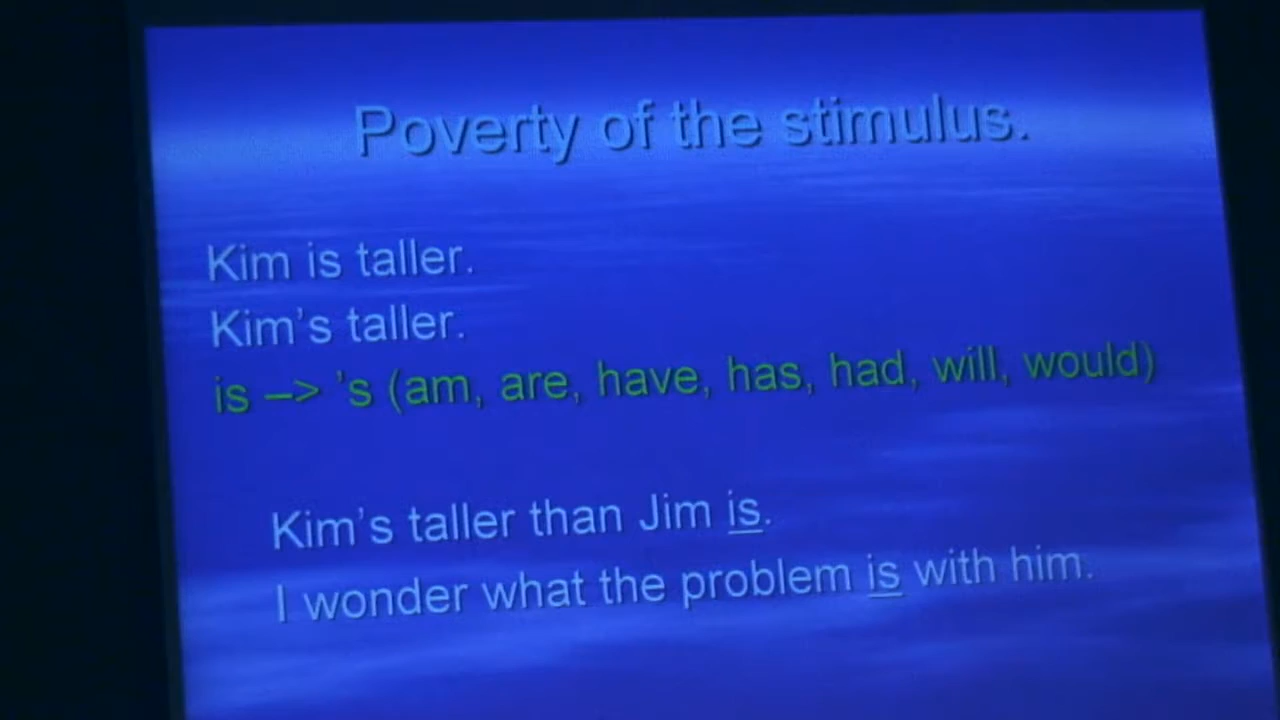 Poverty of the stimulus.
Kim is taller.
Kim's taller.
is –> 's (am, are, have, has, had, will, would)
Kim's taller than Jim is.
I wonder what the problem is with him.